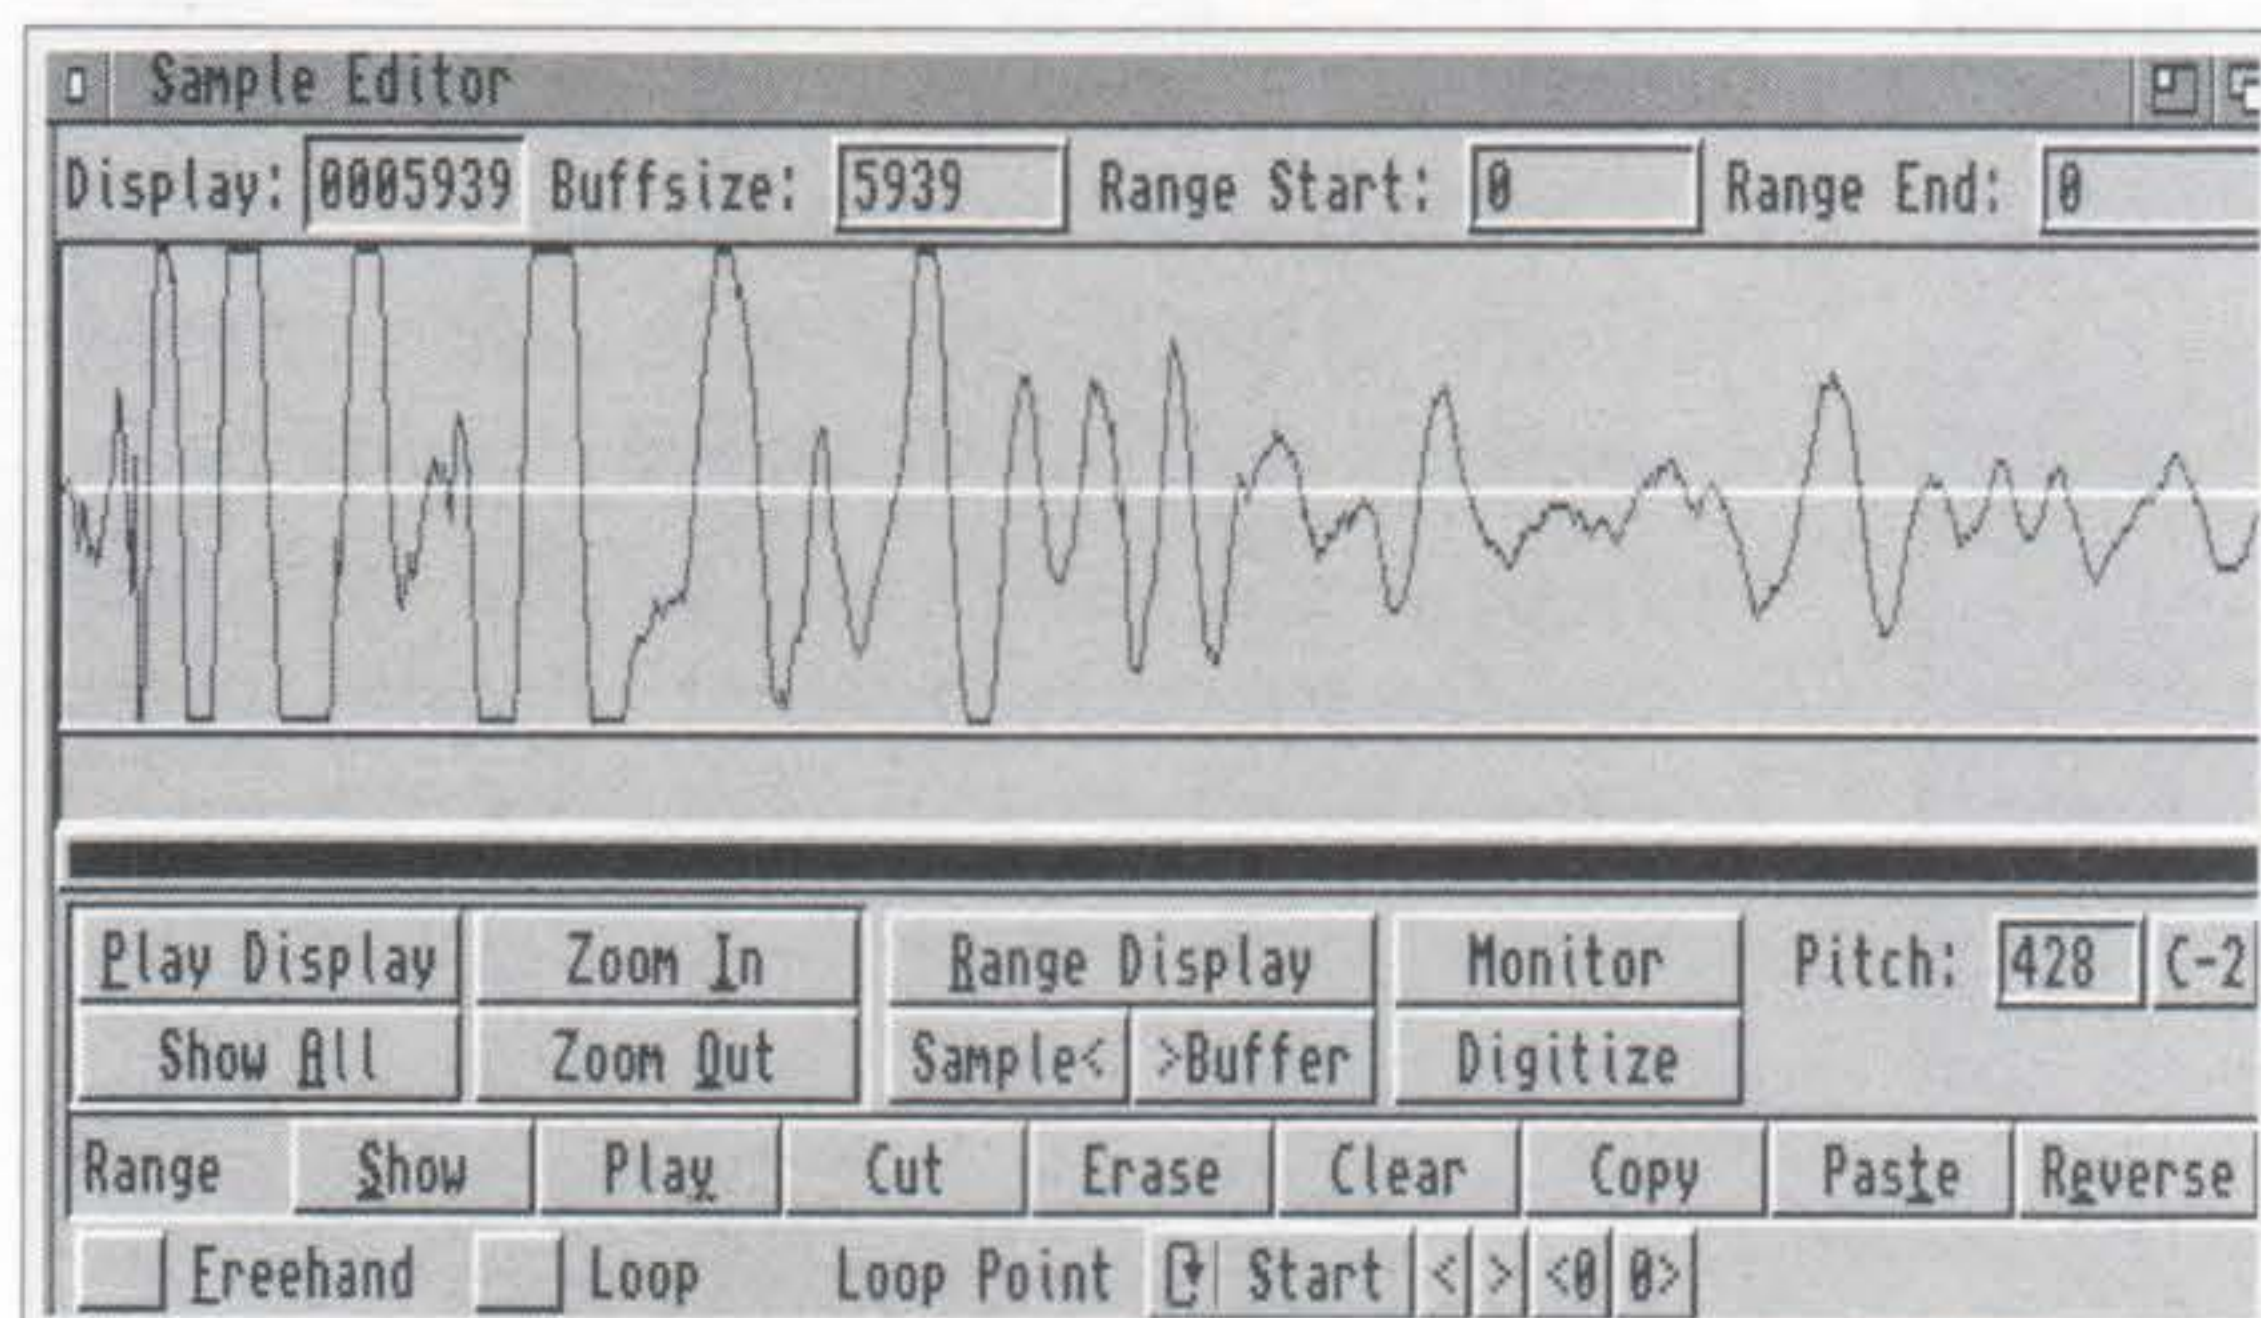 Sample Editor
Display: 0005939 Buffsize: 5939 Range Start: 0 Range End: 0
Play Display Zoom In Range Display Monitor Pitch: 428 C-2
Show All Zoom Out Sample< >Buffer Digitize
Range Show Play Cut Erase Clear Copy Paste Reverse
Freehand Loop Loop Point Start < > <0 0>